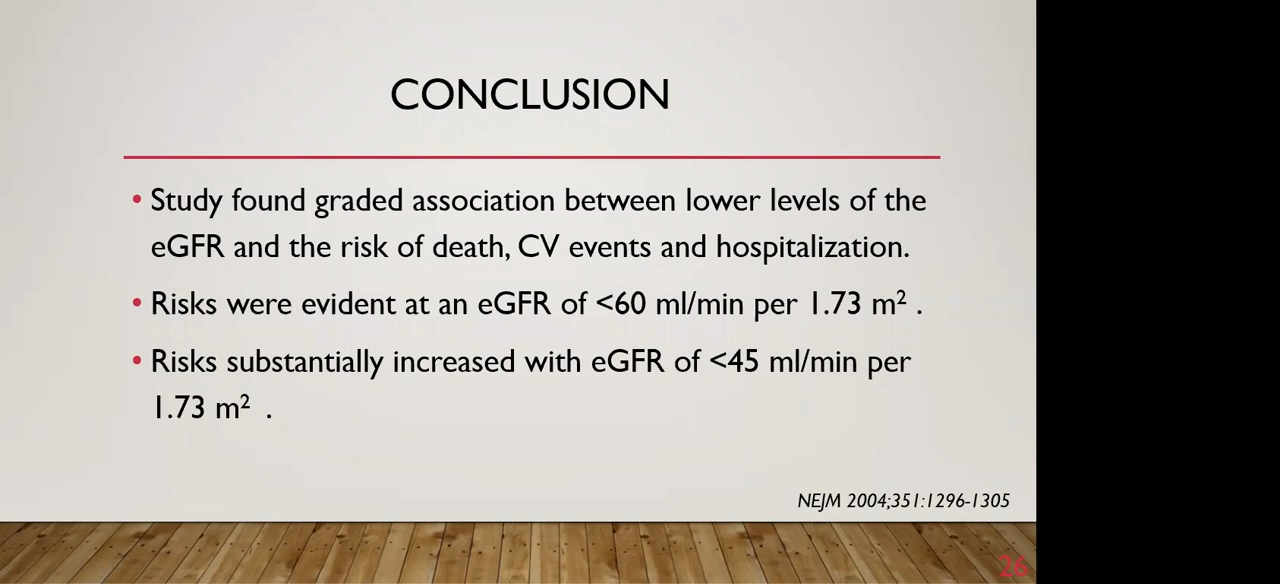 CONCLUSION
• Study found graded association between lower levels of the
eGFR and the risk of death, CV events and hospitalization.
• Risks were evident at an eGFR of <60 ml/min per 1.73 m² .
• Risks substantially increased with eGFR of <45 ml/min per
1.73 m² .
NEJM 2004;351:1296-1305
26